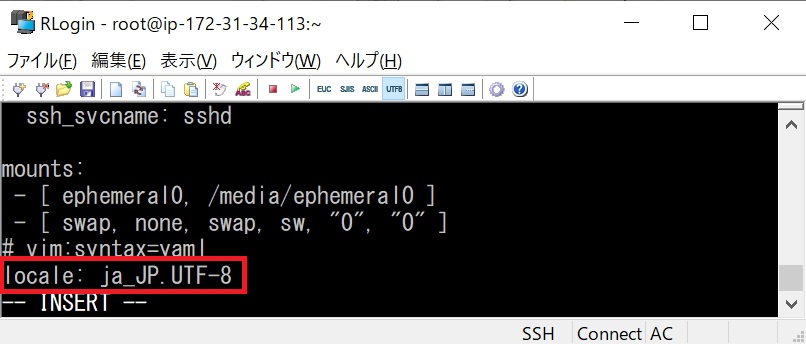 RLogin - root@ip-172-31-34-113:~
ファイル(F) 編集(E) 表示(V) ウィンドウ(W) ヘルプ(H)
EUC SJIS ASCII UTF8
ssh_svcname: sshd
mounts:
- [ ephemeral0, /media/ephemeral0 ]
- [ swap, none, swap, sw, "0", "0" ]
# vim:syntax=yaml
locale: ja_JP.UTF-8
-- INSERT --
SSH Connect AC